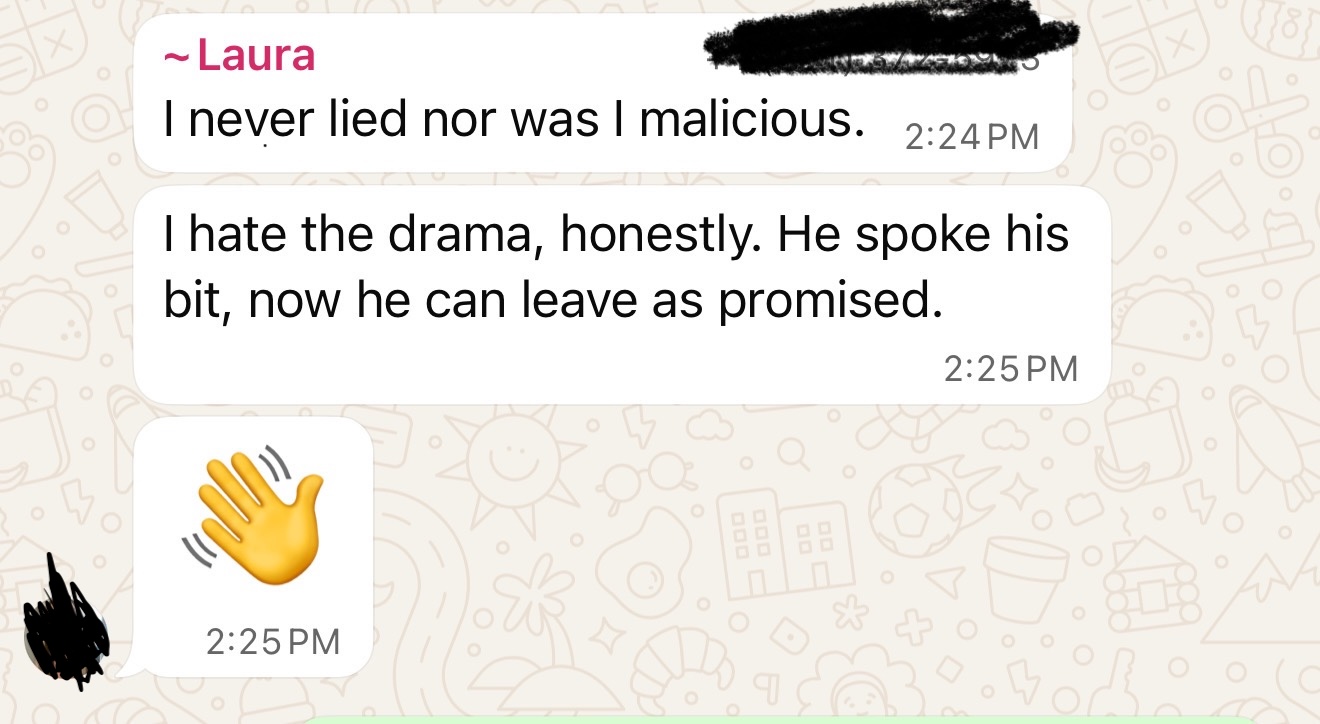 ~ Laura
I never lied nor was I malicious. 2:24 PM
I hate the drama, honestly. He spoke his
bit, now he can leave as promised.
2:25 PM
👋
2:25 PM